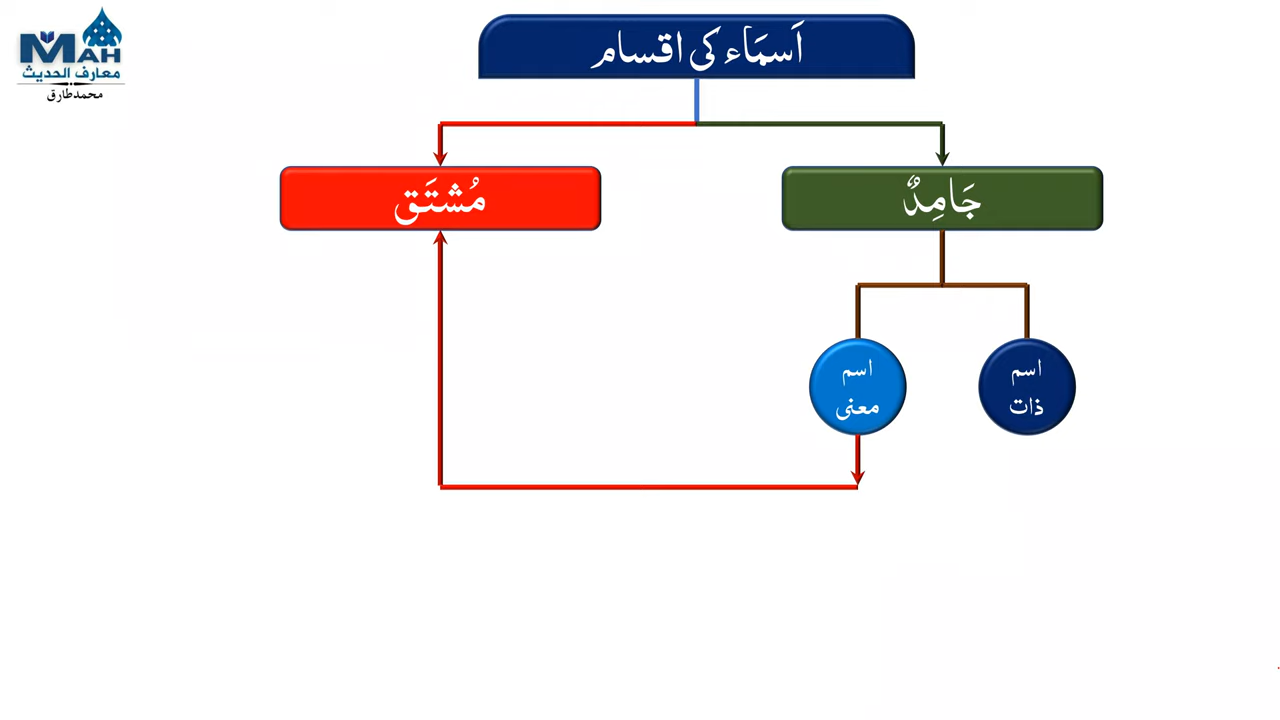 MAH
معارف الحدیث
محمد طارق
اَسمَاء کی اقسام
جَامِدٌ
مُشتَق
اسم
ذات
اسم
معنی